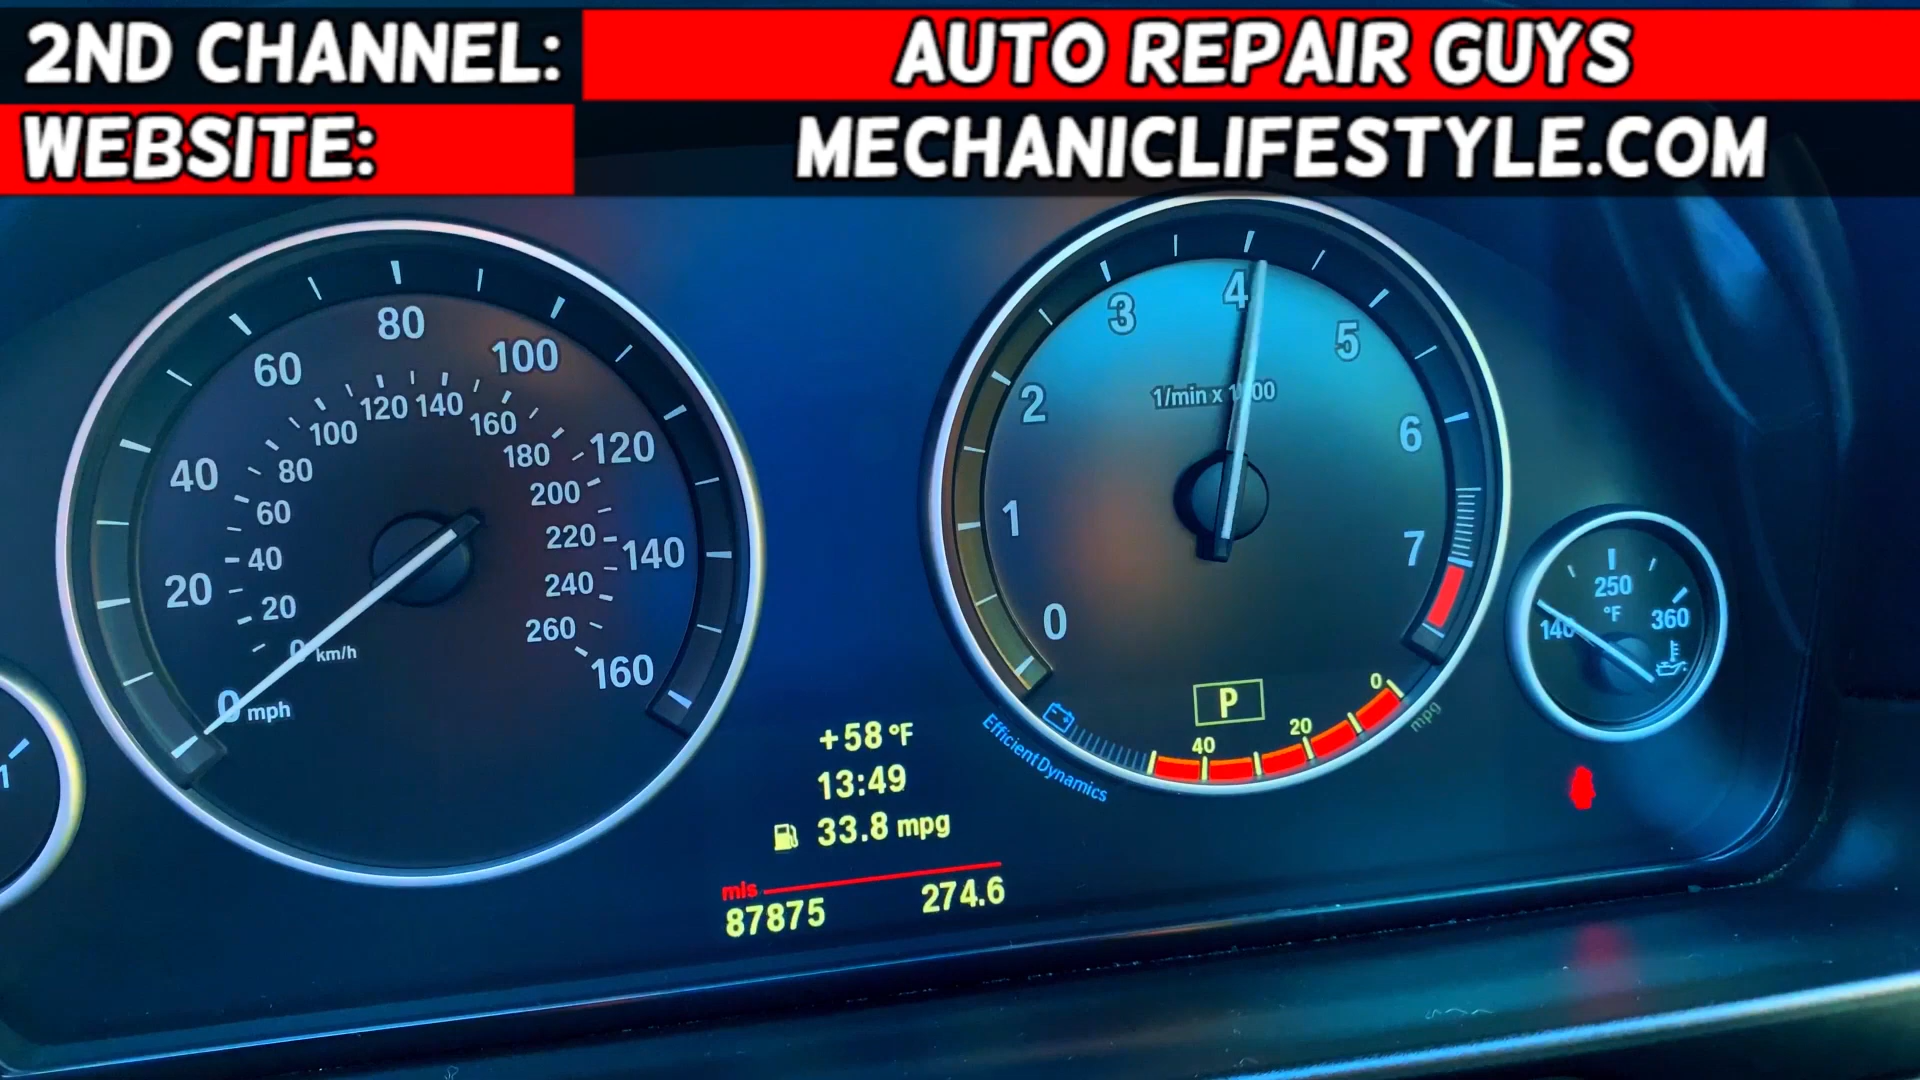 2ND CHANNEL: AUTO REPAIR GUYS
WEBSITE: MECHANICLIFESTYLE.COM
0 20 40 60 80 100 120 140 160
mph
0 20 40 60 80 100 120 140 160 180 200 220 240 260
km/h
0 1 2 3 4 5 6 7
1/min x
P
40 20 0
mpg
EfficientDynamics
140 250 360
°F
+58 °F
13:49
33.8 mpg
mls
87875 274.6
1